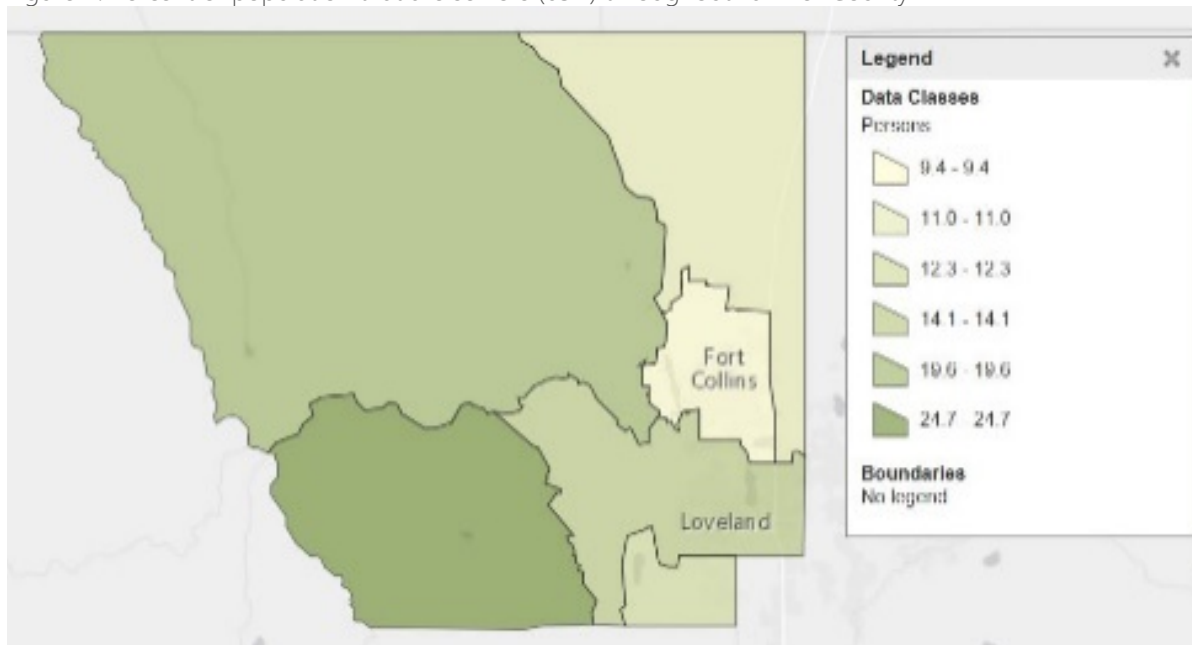 Legend
Data Classes
Persons
9.4 - 9.4
11.0 - 11.0
12.3 - 12.3
14.1 - 14.1
19.6 - 19.6
24.7 24.7
Boundaries
No legend
Fort
Collins
Loveland